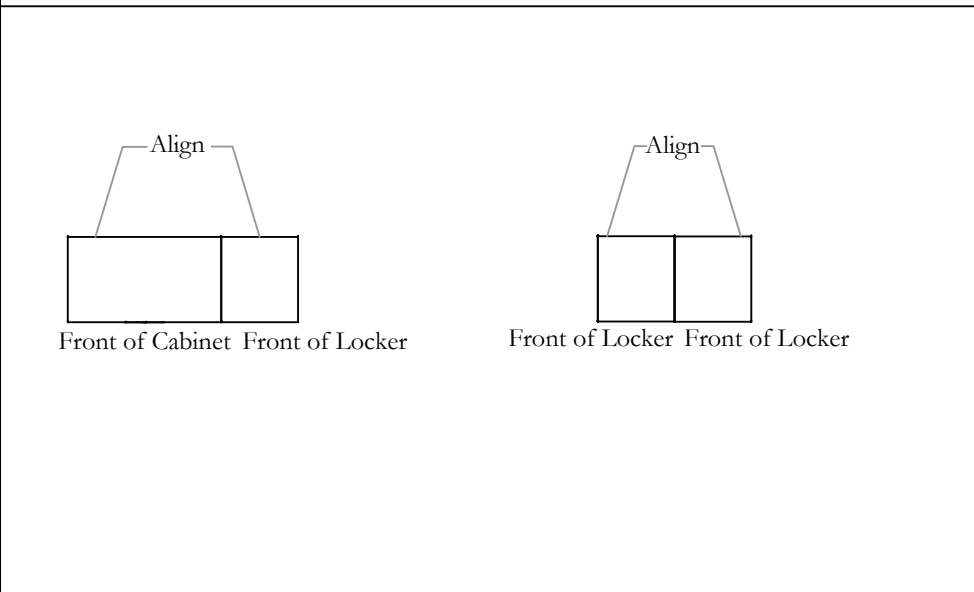 Align
Align
Front of Cabinet Front of Locker
Front of Locker Front of Locker